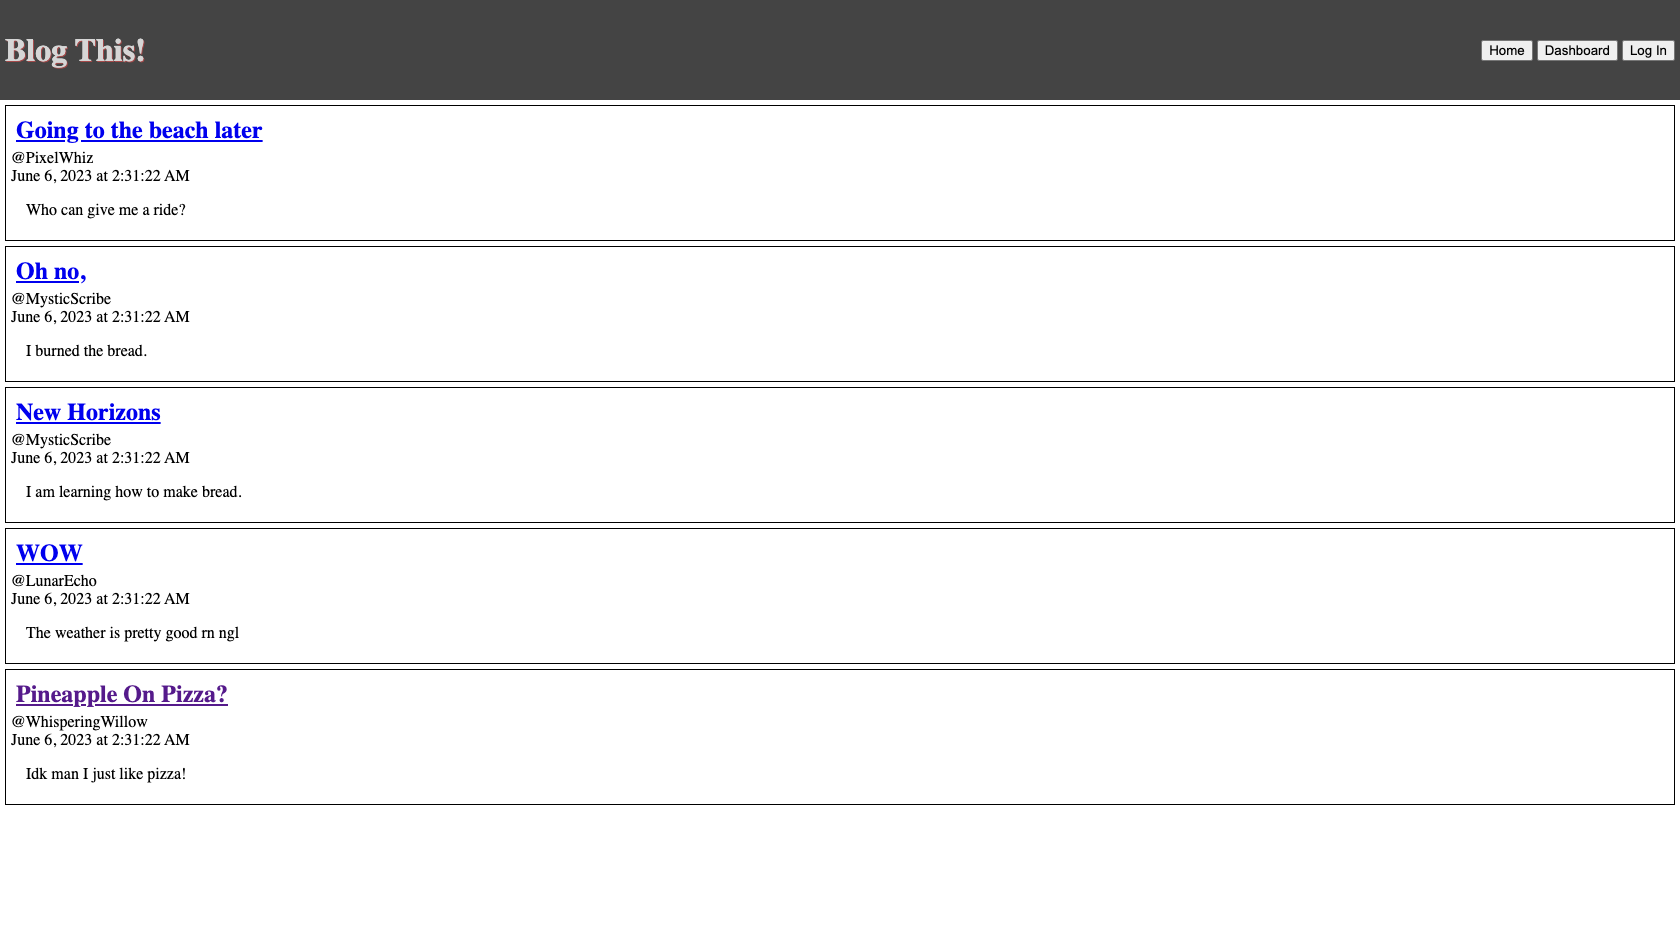 Blog This!
Home Dashboard Log In
Going to the beach later
@PixelWhiz
June 6, 2023 at 2:31:22 AM
Who can give me a ride?
Oh no,
@MysticScribe
June 6, 2023 at 2:31:22 AM
I burned the bread.
New Horizons
@MysticScribe
June 6, 2023 at 2:31:22 AM
I am learning how to make bread.
WOW
@LunarEcho
June 6, 2023 at 2:31:22 AM
The weather is pretty good rn ngl
Pineapple On Pizza?
@WhisperingWillow
June 6, 2023 at 2:31:22 AM
Idk man I just like pizza!